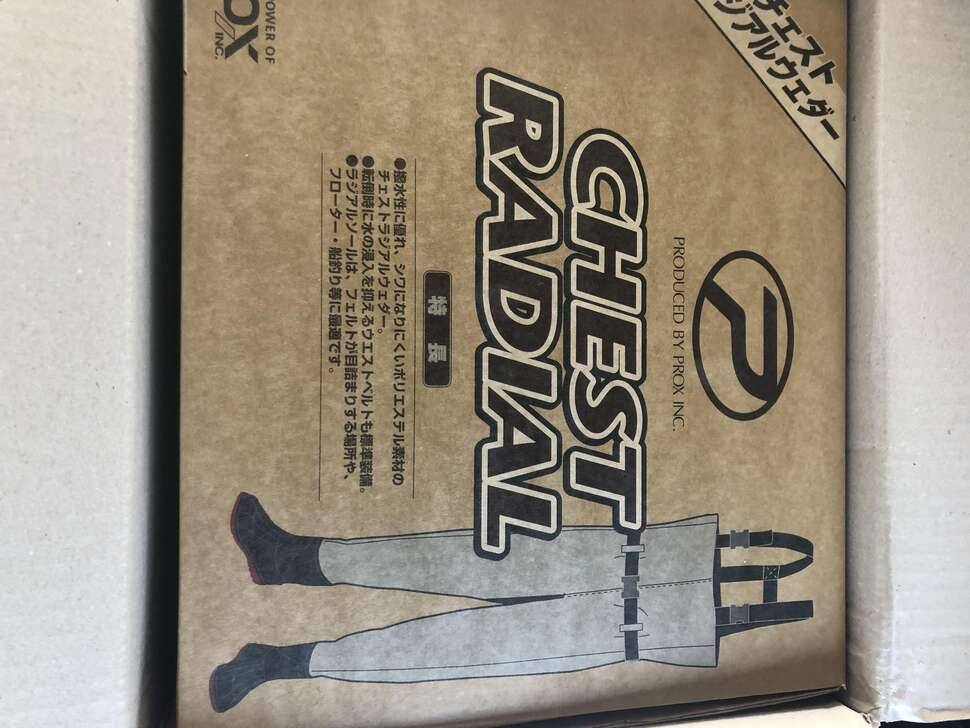 チェスト
ジアルウェダー
PRODUCED BY PROX INC.
CHEST
RADIAL
特長
●撥水性に優れ、シワになりにくいポリエステル素材の
チェストラジアルウェダー。
●転倒時に水の浸入を抑えるウエストベルトも標準装備。
●ラジアルソールは、フェルトが目詰まりする場所や、
フローター・船釣り等に最適です。
POWER OF
OX
INC.